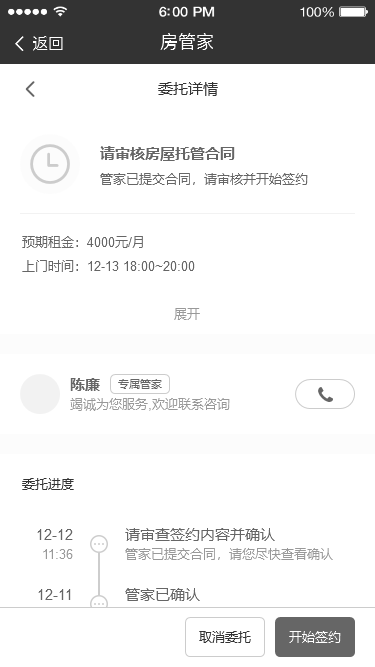 6:00 PM
100%
返回
房管家
委托详情
请审核房屋托管合同
管家已提交合同，请审核并开始签约
预期租金：4000元/月
上门时间：12-13 18:00~20:00
展开
陈廉 专属管家
竭诚为您服务,欢迎联系咨询
委托进度
12-12 请审查签约内容并确认
11:36 管家已提交合同，请您尽快查看确认
12-11 管家已确认
取消委托 开始签约